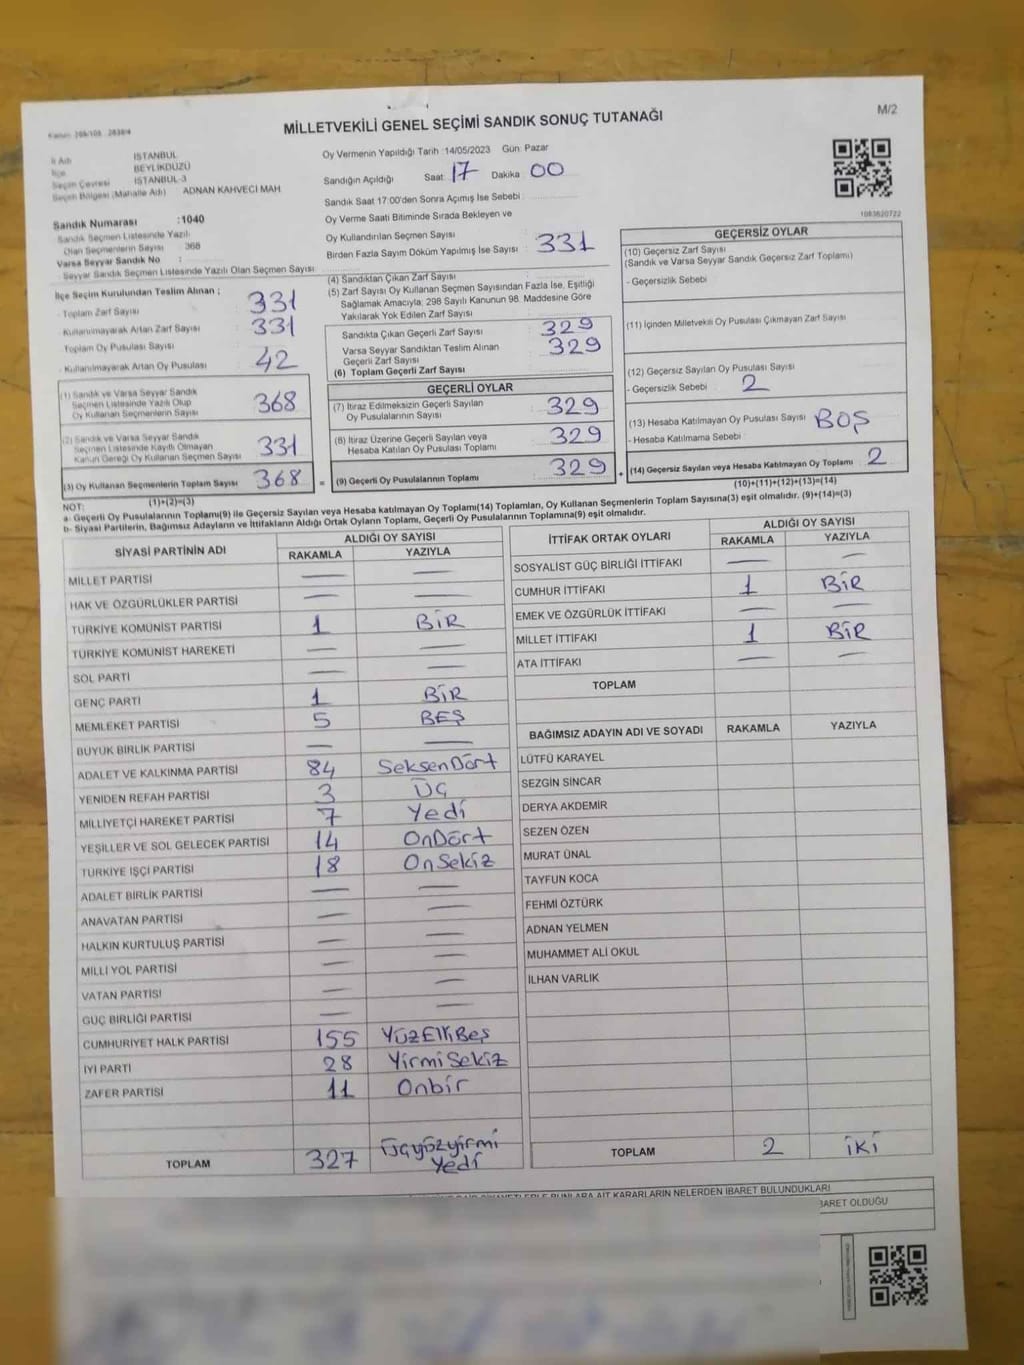 M/2
MİLLETVEKİLİ GENEL SEÇİMİ SANDIK SONUÇ TUTANAĞI
İl Adı İSTANBUL
İlçe BEYLİKDÜZÜ
Seçim Çevresi İSTANBUL-3
Seçim Bölgesi (Mahalle Adı) ADNAN KAHVECİ MAH
Sandık Numarası :1040
Sandık Seçmen Listesinde Yazılı
Olan Seçmenlerin Sayısı 368
Varsa Seyyar Sandık No :
Seyyar Sandık Seçmen Listesinde Yazılı Olan Seçmen Sayısı
Oy Vermenin Yapıldığı Tarih :14/05/2023 Gün: Pazar
Sandığın Açıldığı Saat 17 Dakika 00
Sandık Saat 17:00'den Sonra Açımış İse Sebebi :
Oy Verme Saati Bitiminde Sırada Bekleyen ve
Oy Kullandırılan Seçmen Sayısı :
Birden Fazla Sayım Döküm Yapılmış İse Sayısı : 331
1083620722
İlçe Seçim Kurulundan Teslim Alınan ;
- Toplam Zarf Sayısı : 331
- Kullanılmayarak Artan Zarf Sayısı : 331
Toplam Oy Pusulası Sayısı :
- Kullanılmayarak Artan Oy Pusulası : 42
(1) Sandık ve Varsa Seyyar Sandık
Seçmen Listesinde Yazılı Olup
Oy Kullanan Seçmenlerin Sayısı 368
(2) Sandık ve Varsa Seyyar Sandık
Seçmen Listesinde Kayıtlı Olmayan
Kanun Gereği Oy Kullanan Seçmen Sayısı 331
(3) Oy Kullanan Seçmenlerin Toplam Sayısı 368
(1)+(2)=(3)
(4) Sandıktan Çıkan Zarf Sayısı :
(5) Zarf Sayısı Oy Kullanan Seçmen Sayısından Fazla İse, Eşitliği
Sağlamak Amacıyla; 298 Sayılı Kanunun 98. Maddesine Göre
Yakılarak Yok Edilen Zarf Sayısı :
Sandıkta Çıkan Geçerli Zarf Sayısı : 329
Varsa Seyyar Sandıktan Teslim Alınan
Geçerli Zarf Sayısı : 329
(6) Toplam Geçerli Zarf Sayısı
GEÇERLİ OYLAR
(7) İtiraz Edilmeksizin Geçerli Sayılan
Oy Pusulalarının Sayısı : 329
(8) İtiraz Üzerine Geçerli Sayılan veya
Hesaba Katılan Oy Pusulası Toplamı : 329
= (9) Geçerli Oy Pusulalarının Toplamı : 329 +
GEÇERSİZ OYLAR
(10) Geçersiz Zarf Sayısı
(Sandık ve Varsa Seyyar Sandık Geçersiz Zarf Toplamı)
- Geçersizlik Sebebi :
(11) İçinden Milletvekili Oy Pusulası Çıkmayan Zarf Sayısı
(12) Geçersiz Sayılan Oy Pusulası Sayısı
- Geçersizlik Sebebi : 2
(13) Hesaba Katılmayan Oy Pusulası Sayısı : BOŞ
- Hesaba Katılmama Sebebi :
(14) Geçersiz Sayılan veya Hesaba Katılmayan Oy Toplamı : 2
(10)+(11)+(12)+(13)=(14)
NOT:
a- Geçerli Oy Pusulalarının Toplamı(9) ile Geçersiz Sayılan veya Hesaba katılmayan Oy Toplamı(14) Toplamları, Oy Kullanan Seçmenlerin Toplam Sayısına(3) eşit olmalıdır. (9)+(14)=(3)
b- Siyasi Partilerin, Bağımsız Adayların ve İttifakların Aldığı Ortak Oyların Toplamı, Geçerli Oy Pusulalarının Toplamına(9) eşit olmalıdır.
SİYASİ PARTİNİN ADI ALDIĞI OY SAYISI
RAKAMLA YAZIYLA
MİLLET PARTİSİ — —
HAK VE ÖZGÜRLÜKLER PARTİSİ — —
TÜRKİYE KOMÜNİST PARTİSİ 1 BİR
TÜRKİYE KOMÜNİST HAREKETİ — —
SOL PARTİ — —
GENÇ PARTİ 1 BİR
MEMLEKET PARTİSİ 5 BEŞ
BÜYÜK BİRLİK PARTİSİ — —
ADALET VE KALKINMA PARTİSİ 84 SeksenDört
YENİDEN REFAH PARTİSİ 3 ÜÇ
MİLLİYETÇİ HAREKET PARTİSİ 7 Yedi
YEŞİLLER VE SOL GELECEK PARTİSİ 14 OnDört
TÜRKİYE İŞÇİ PARTİSİ 18 OnSekiz
ADALET BİRLİK PARTİSİ — —
ANAVATAN PARTİSİ — —
HALKIN KURTULUŞ PARTİSİ — —
MİLLİ YOL PARTİSİ — —
VATAN PARTİSİ — —
GÜÇ BİRLİĞİ PARTİSİ — —
CUMHURİYET HALK PARTİSİ 155 YüzElliBeş
İYİ PARTİ 28 YirmiSekiz
ZAFER PARTİSİ 11 Onbir
TOPLAM 327 Üçyüzyirmi
Yedi
İTTİFAK ORTAK OYLARI ALDIĞI OY SAYISI
RAKAMLA YAZIYLA
SOSYALİST GÜÇ BİRLİĞİ İTTİFAKI — —
CUMHUR İTTİFAKI 1 BİR
EMEK VE ÖZGÜRLÜK İTTİFAKI — —
MİLLET İTTİFAKI 1 BİR
ATA İTTİFAKI — —
TOPLAM
BAĞIMSIZ ADAYIN ADI VE SOYADI RAKAMLA YAZIYLA
LÜTFÜ KARAYEL
SEZGİN SİNCAR
DERYA AKDEMİR
SEZEN ÖZEN
MURAT ÜNAL
TAYFUN KOCA
FEHMİ ÖZTÜRK
ADNAN YELMEN
MUHAMMET ALİ OKUL
İLHAN VARLIK
TOPLAM 2 İKİ
KARARLARIN NELERDEN İBARET BULUNDUKLARI
İBARET OLDUĞU